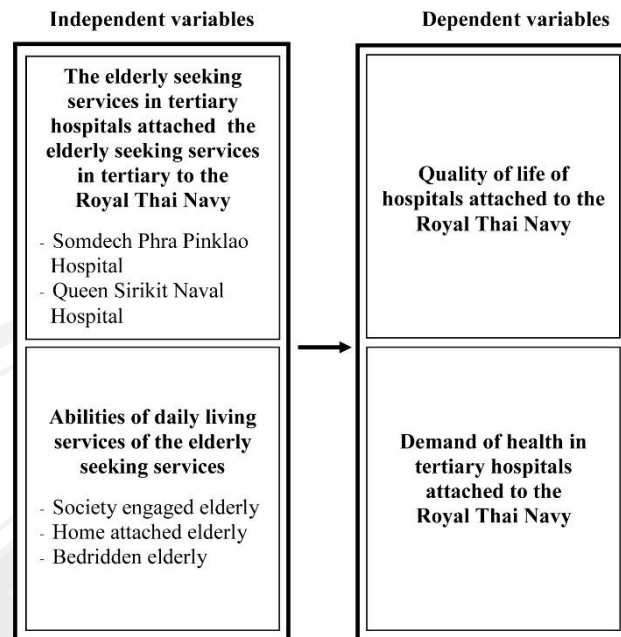 Independent variables
The elderly seeking
services in tertiary
hospitals attached the
elderly seeking services
in tertiary to the
Royal Thai Navy
- Somdech Phra Pinklao
Hospital
- Queen Sirikit Naval
Hospital
Abilities of daily living
services of the elderly
seeking services
- Society engaged elderly
- Home attached elderly
- Bedridden elderly
Dependent variables
Quality of life of
hospitals attached to the
Royal Thai Navy
Demand of health in
tertiary hospitals
attached to the
Royal Thai Navy